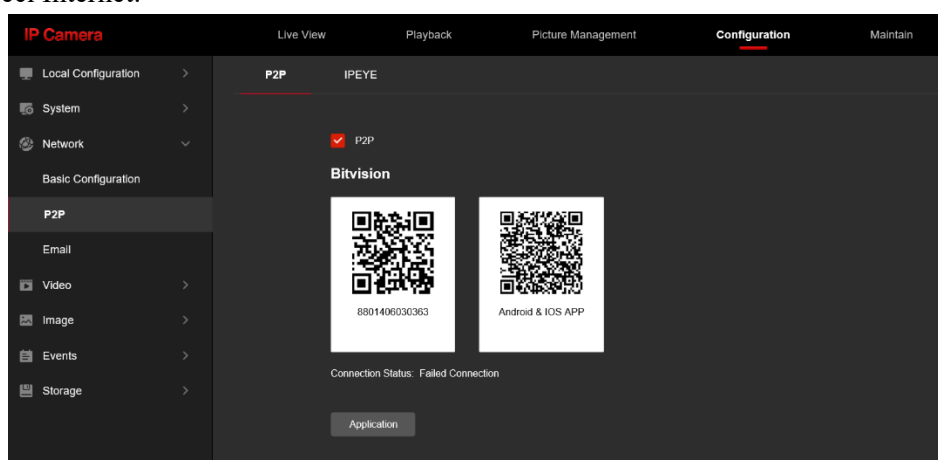 IP Camera
Live View
Playback
Picture Management
Configuration
Maintain
Local Configuration
System
Network
Basic Configuration
P2P
Email
Video
Image
Events
Storage
P2P
IPEYE
P2P
Bitvision
8801406030363
Android & IOS APP
Connection Status: Failed Connection
Application